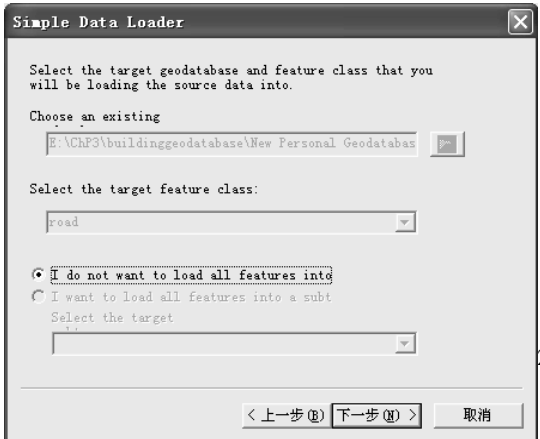 Simple Data Loader
Select the target geodatabase and feature class that you
will be loading the source data into.
Choose an existing
E:\ChP3\buildinggeodatabase\New Personal Geodatabas
Select the target feature class:
road
I do not want to load all features into
I want to load all features into a subt
Select the target
< 上一步(B) 下一步(N) > 取消